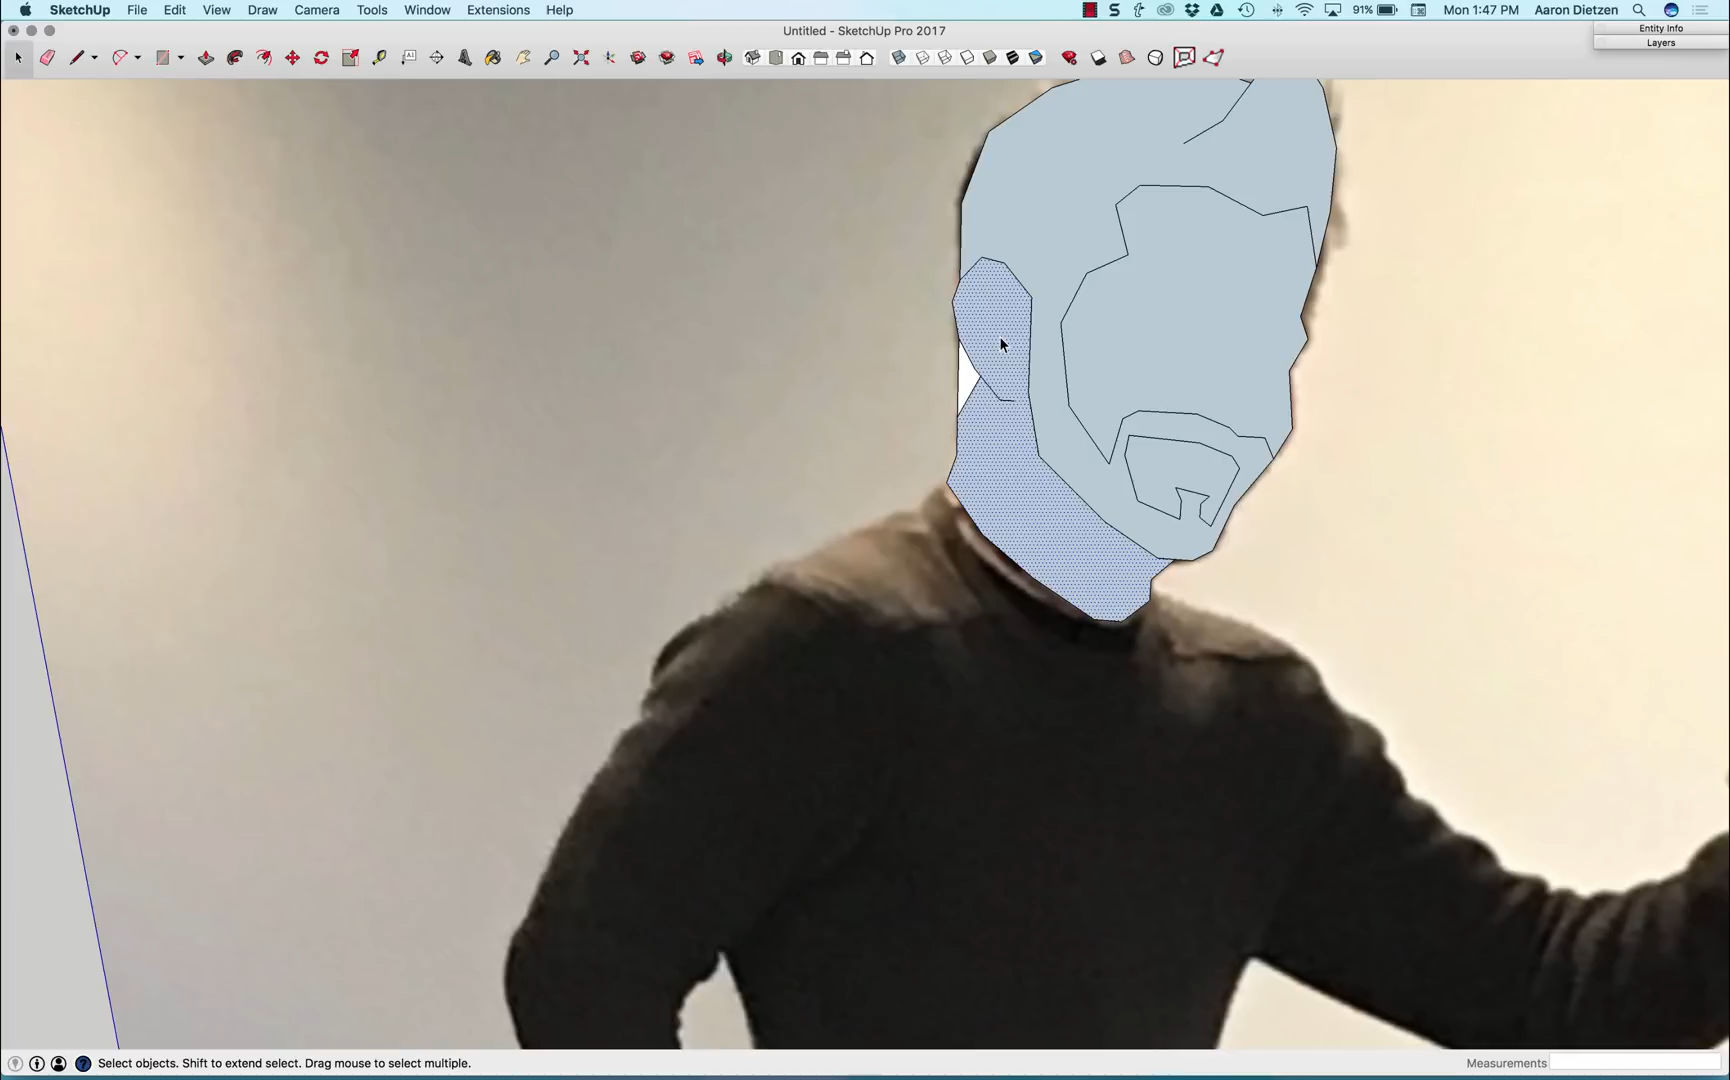 SketchUp File Edit View Draw Camera Tools Window Extensions Help 91% Mon 1:47 PM Aaron Dietzen
Untitled - SketchUp Pro 2017
Entity Info
Layers
Select objects. Shift to extend select. Drag mouse to select multiple.
Measurements